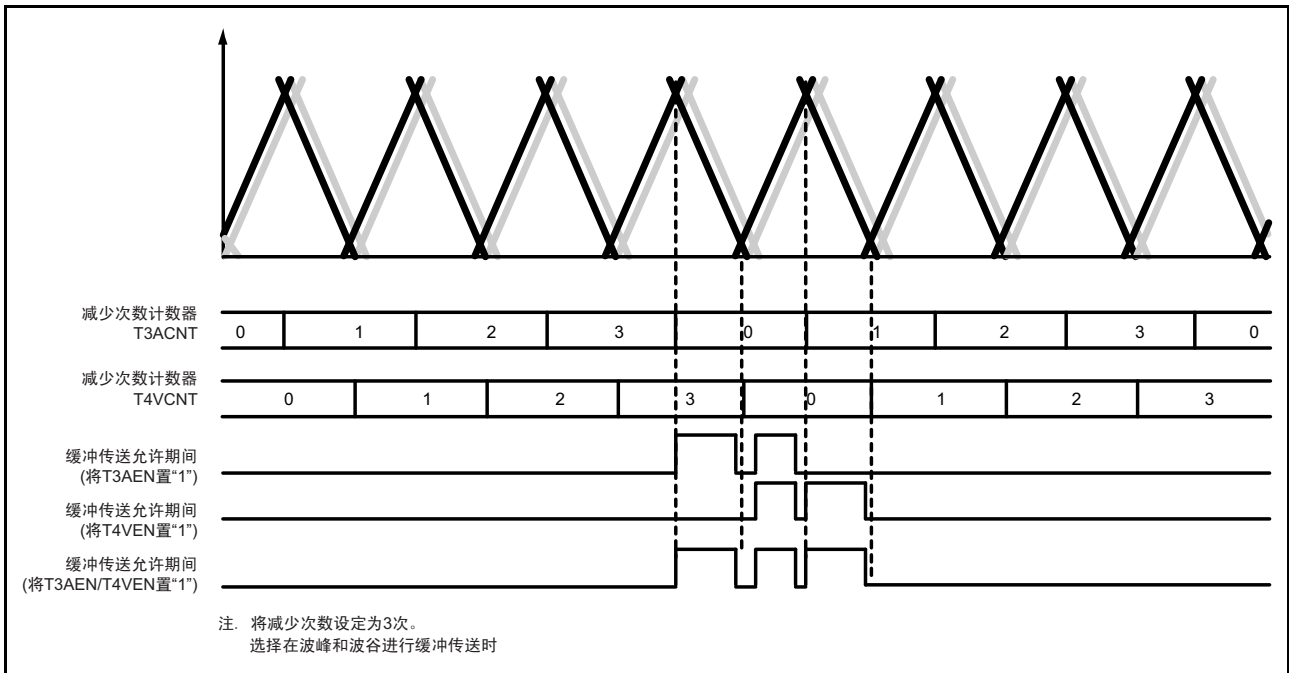 减少次数计数器
T3ACNT
0 1 2 3 0 1 2 3 0
减少次数计数器
T4VCNT
0 1 2 3 0 1 2 3
缓冲传送允许期间
(将T3AEN置“1”)
缓冲传送允许期间
(将T4VEN置“1”)
缓冲传送允许期间
(将T3AEN/T4VEN置“1”)
注. 将减少次数设定为3次。
选择在波峰和波谷进行缓冲传送时